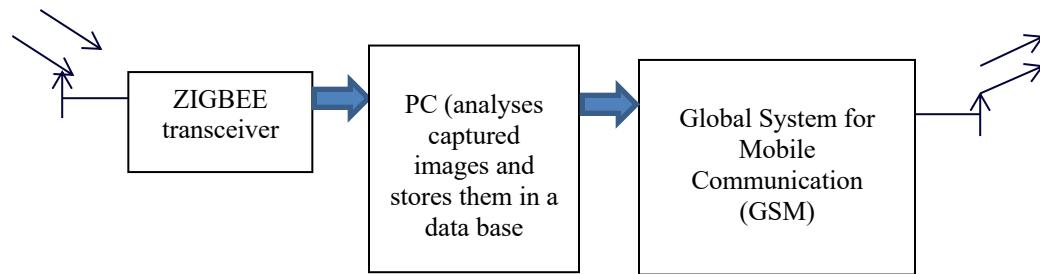 ZIGBEE
transceiver
PC (analyses
captured
images and
stores them in a
data base
Global System for
Mobile
Communication
(GSM)